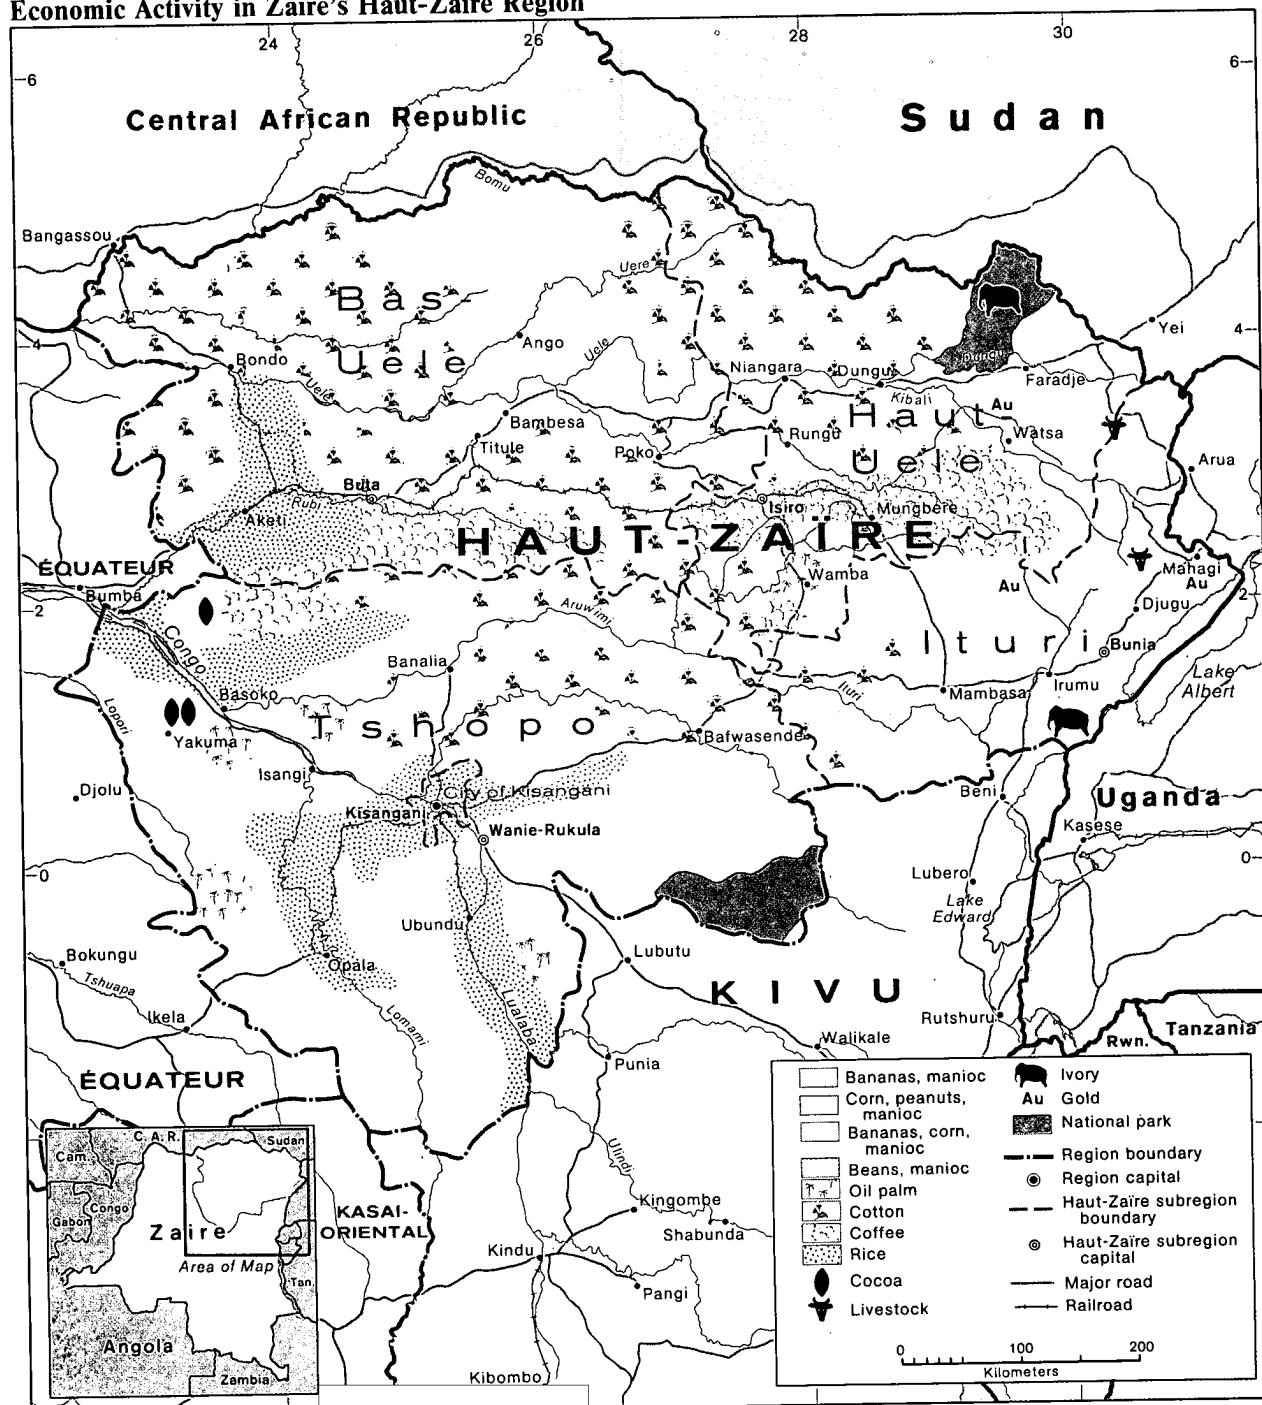 Economic Activity in Zaire's Haut-Zaïre Region
24
26
28
30
6
6
Central African Republic
Sudan
Bomu
Bangassou
Uere
Bas-
Uele
4
4
Yei
Ango
Uele
Bondo
Uele
Niangara
Dungu
Dungu
Faradje
Kibali
Haut-
Uele
Au
Watsa
Bambesa
Titule
Poko
Rungu
Arua
Buta
Rubi
Aketi
Isiro
Mungbere
HAUT-ZAÏRE
ÉQUATEUR
Bumba
Wamba
Au
Mahagi
Au
Djugu
2
2
Aruwimi
Congo
Ituri
Bunia
Banalia
Lake
Albert
Basoko
Ituri
Mambasa
Irumu
Lopori
Tshopo
Yakuma
Bafwasende
Isangi
Djolu
City of Kisangani
Kisangani
Beni
Uganda
Wanie-Rukula
Kasese
0
0
Lubero
Lake
Edward
Ubundu
Bokungu
Opala
Lubutu
Tshuapa
KIVU
Ikela
Lomami
Lualaba
Rutshuru
Walikale
Rwn.
Tanzania
Punia
ÉQUATEUR
Ulindi
Kingombe
Shabunda
KASAI-
ORIENTAL
Kindu
Pangi
Kibombo
C.A.R.
Sudan
Cam.
Congo
Gabon
Zaire
Area of Map
Tan.
Angola
Zambia
Bananas, manioc
Corn, peanuts,
manioc
Bananas, corn,
manioc
Beans, manioc
Oil palm
Cotton
Coffee
Rice
Cocoa
Livestock
Ivory
Au Gold
National park
Region boundary
Region capital
Haut-Zaïre subregion
boundary
Haut-Zaïre subregion
capital
Major road
Railroad
0 100 200
Kilometers